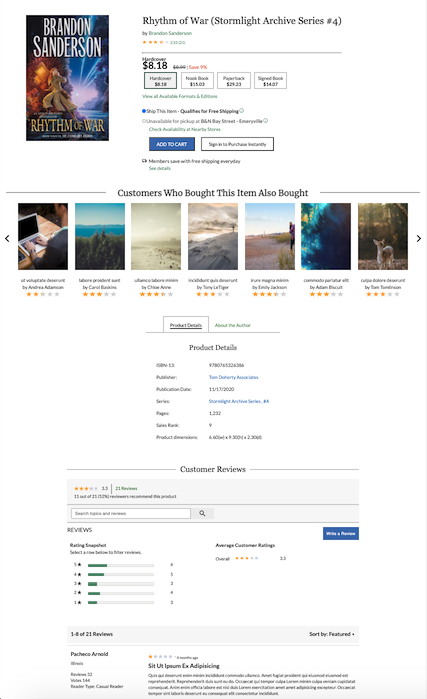 BRANDON
SANDERSON
RHYTHM OF WAR
Rhythm of War (Stormlight Archive Series #4)
by Brandon Sanderson
3.33 (21)
Hardcover
$8.18 $8.99 | Save 9%
Hardcover
$8.18
Nook Book
$15.03
Paperback
$29.23
Signed Book
$14.07
View all Available Formats & Editions
Ship This Item - Qualifies for Free Shipping
Unavailable for pickup at B&N Bay Street - Emeryville
Check Availability at Nearby Stores
ADD TO CART
Sign in to Purchase Instantly
Members save with free shipping everyday
See details
Customers Who Bought This Item Also Bought
ut voluptate deserunt
by Andrea Adamson
labore proident sunt
by Carol Baskins
ullamco labore minim
by Chloe Anne
incididunt quis deserunt
by Tony LeTiger
irure magna minim
by Emily Jackson
commodo pariatur elit
by Adam Biscuit
culpa dolore deserunt
by Tom Tomlinson
Product Details
About the Author
Product Details
ISBN-13: 9780765326386
Publisher: Tom Doherty Associates
Publication Date: 11/17/2020
Series: Stormlight Archive Series, #4
Pages: 1,232
Sales Rank: 9
Product dimensions: 6.60(w) x 9.30(h) x 2.30(d)
Customer Reviews
3.3 | 21 Reviews
11 out of 21 (52%) reviewers recommend this product
Search topics and reviews
REVIEWS
Write a Review
Rating Snapshot
Select a row below to filter reviews.
5 ★ 6
4 ★ 5
3 ★ 3
2 ★ 4
1 ★ 3
Average Customer Ratings
Overall 3.3
1-8 of 21 Reviews
Sort by: Featured
Pacheco Arnold
Illinois
Reviews 32
Votes 144
Reader Type: Casual Reader
· 6 months ago
Sit Ut Ipsum Ex Adipisicing
Quis qui deserunt enim minim incididunt commodo ullamco. Amet fugiat proident qui eiusmod eiusmod est
reprehenderit. Reprehenderit duis sunt eu do. Occaecat qui tempor culpa Lorem minim culpa veniam cupidatat
consequat. Anim enim officia labore est nisi duis Lorem exercitation amet amet adipisicing est. Occaecat tempor
tempor sint laboris deserunt eu consequat elit consectetur incididunt.